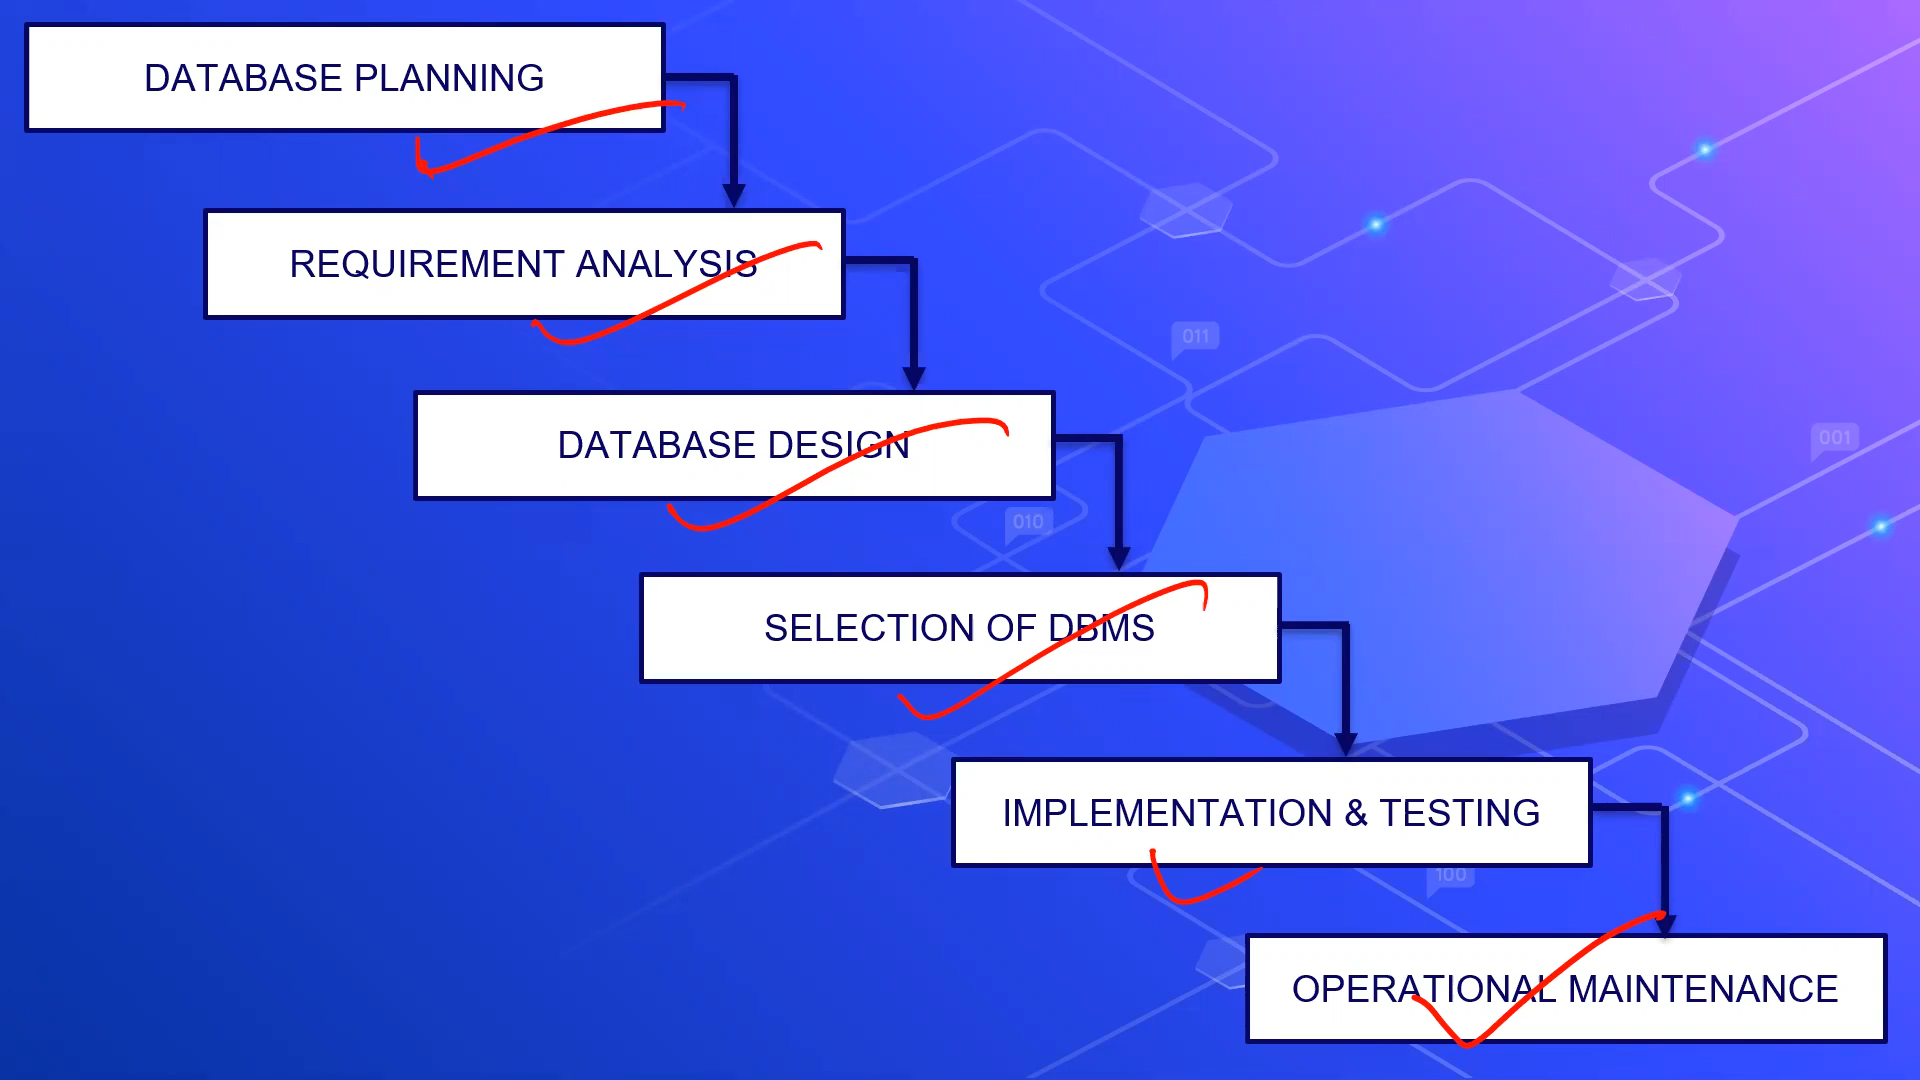 DATABASE PLANNING
REQUIREMENT ANALYSIS
011
DATABASE DESIGN
001
010
SELECTION OF DBMS
IMPLEMENTATION & TESTING
100
OPERATIONAL MAINTENANCE